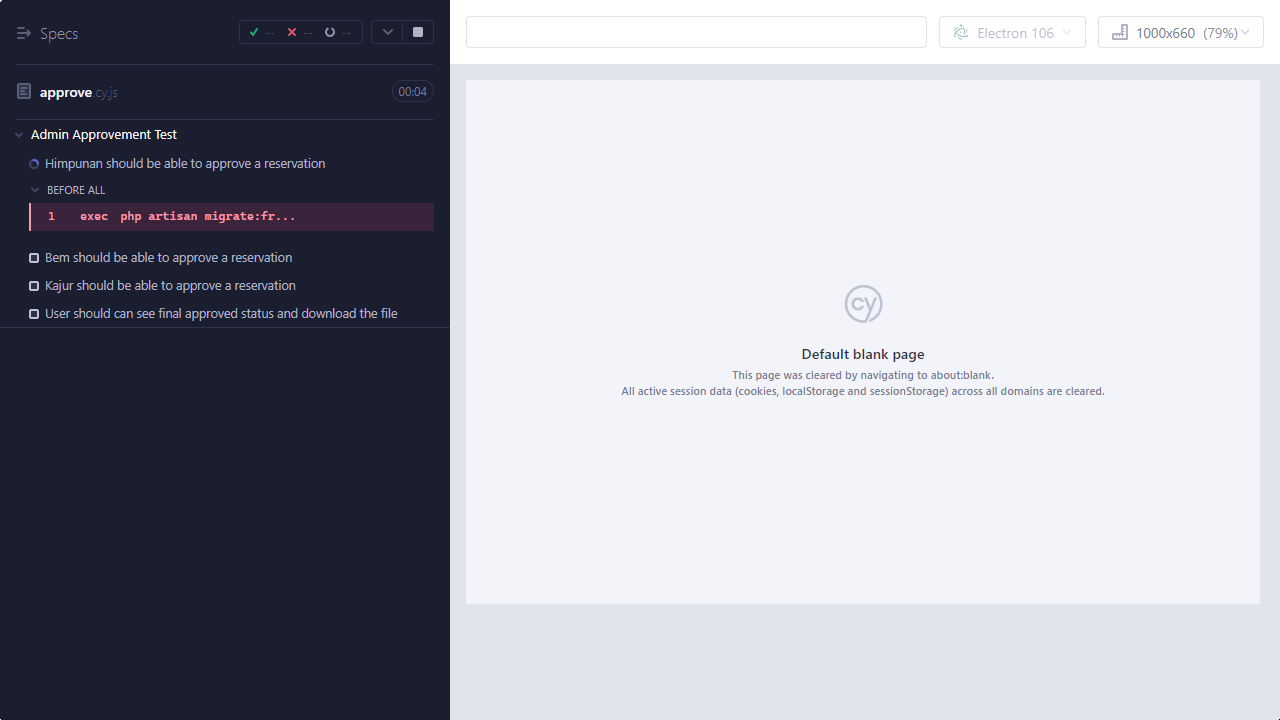 Specs
--
--
--
Electron 106
1000x660 (79%)
approve.cy.js
00:04
Admin Approvement Test
Himpunan should be able to approve a reservation
BEFORE ALL
1 exec php artisan migrate:fr...
Bem should be able to approve a reservation
Kajur should be able to approve a reservation
User should can see final approved status and download the file
cy
Default blank page
This page was cleared by navigating to about:blank.
All active session data (cookies, localStorage and sessionStorage) across all domains are cleared.